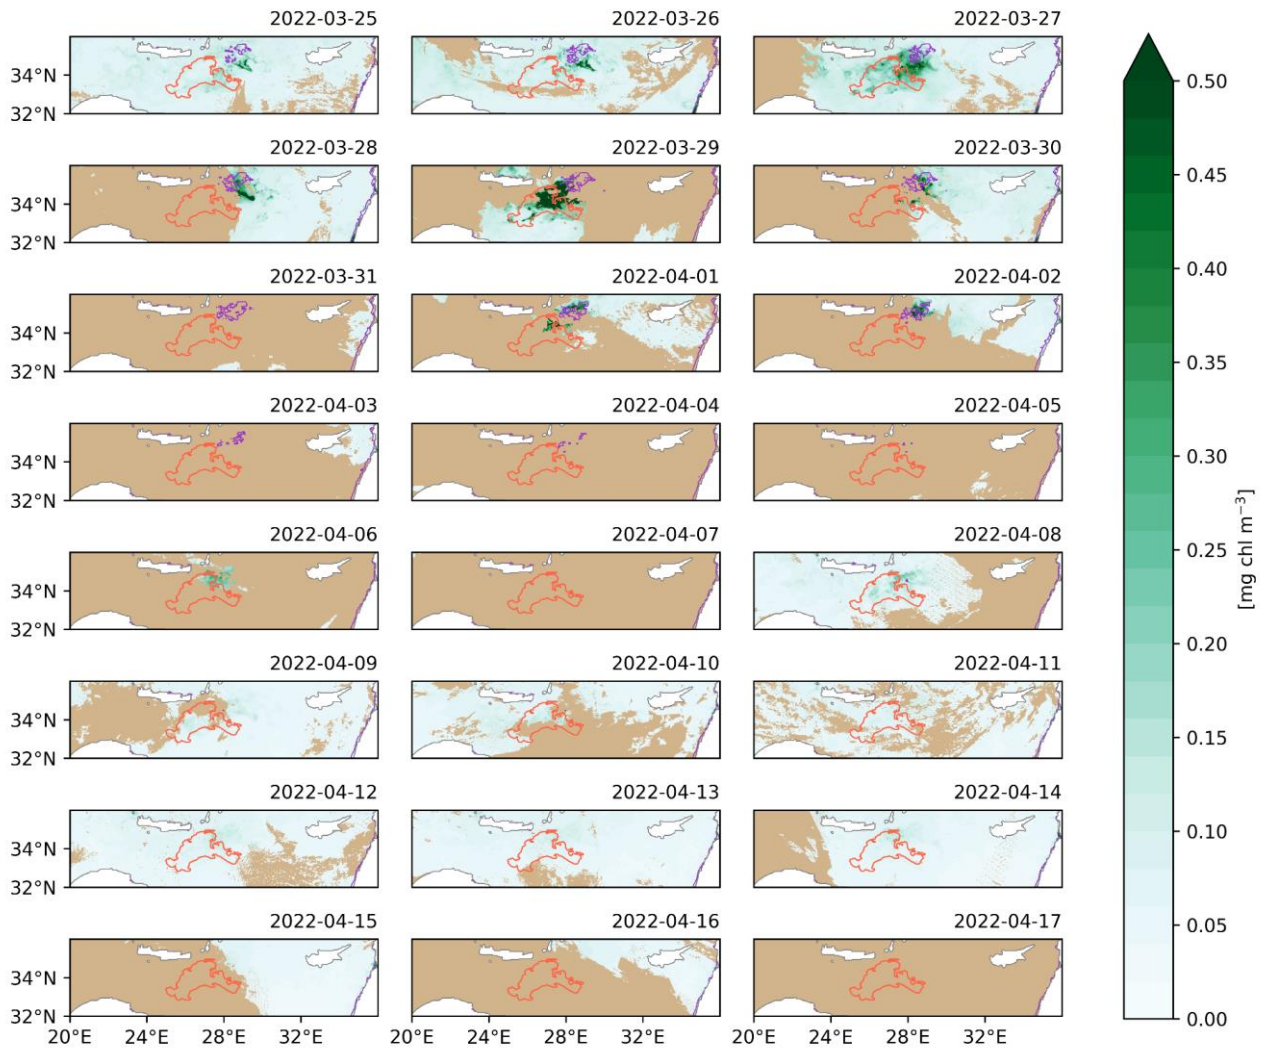 2022-03-25 2022-03-26 2022-03-27
34°N
32°N
2022-03-28 2022-03-29 2022-03-30
34°N
32°N
2022-03-31 2022-04-01 2022-04-02
34°N
32°N
2022-04-03 2022-04-04 2022-04-05
34°N
32°N
2022-04-06 2022-04-07 2022-04-08
34°N
32°N
2022-04-09 2022-04-10 2022-04-11
34°N
32°N
2022-04-12 2022-04-13 2022-04-14
34°N
32°N
2022-04-15 2022-04-16 2022-04-17
34°N
32°N
20°E 24°E 28°E 32°E 24°E 28°E 32°E 24°E 28°E 32°E
0.50
0.45
0.40
0.35
0.30
0.25
0.20
0.15
0.10
0.05
0.00
[mg chl m⁻³]